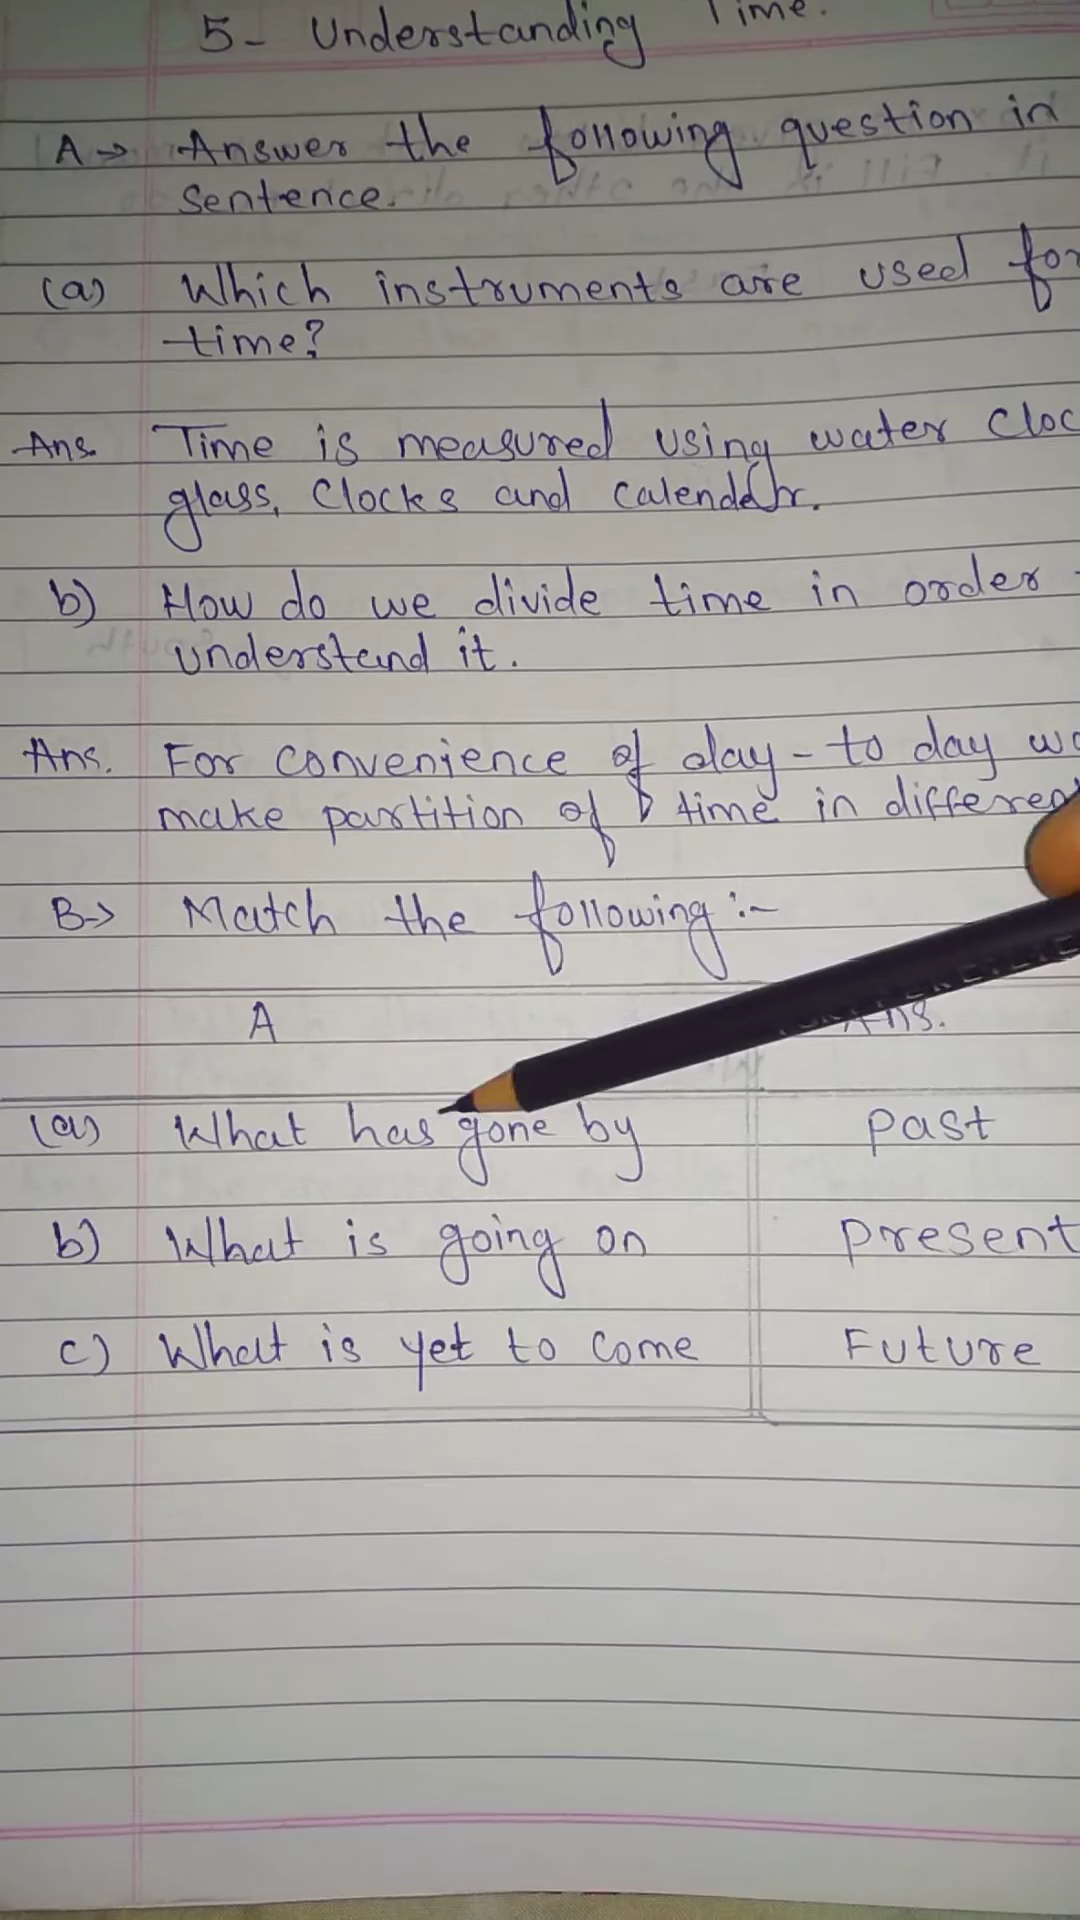 5- Understanding Time.
A→ Answer the following question in
sentence.
(a) Which instruments are used for
time?
Ans. Time is measured using water Cloc
glass, Clocks and calendar.
b) How do we divide time in order
understand it.
Ans. For convenience of day-to day
make partition of time in different
B→ Match the following:-
A Ans.
(a) What has gone by Past
b) What is going on Present
c) What is yet to come Future